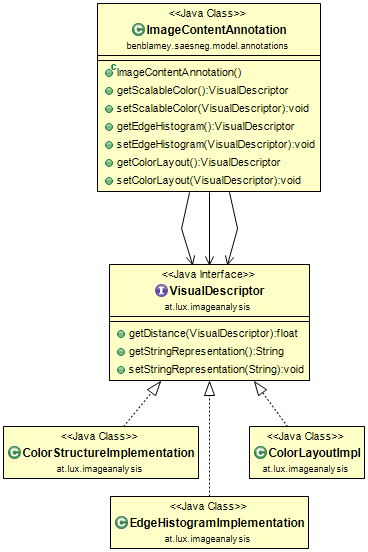 <<Java Class>>
ImageContentAnnotation
benblamey.saesneg.model.annotations
ImageContentAnnotation()
getScalableColor():VisualDescriptor
setScalableColor(VisualDescriptor):void
getEdgeHistogram():VisualDescriptor
setEdgeHistogram(VisualDescriptor):void
getColorLayout():VisualDescriptor
setColorLayout(VisualDescriptor):void
<<Java Interface>>
VisualDescriptor
at.lux.imageanalysis
getDistance(VisualDescriptor):float
getStringRepresentation():String
setStringRepresentation(String):void
<<Java Class>>
ColorStructureImplementation
at.lux.imageanalysis
<<Java Class>>
ColorLayoutImpl
at.lux.imageanalysis
<<Java Class>>
EdgeHistogramImplementation
at.lux.imageanalysis